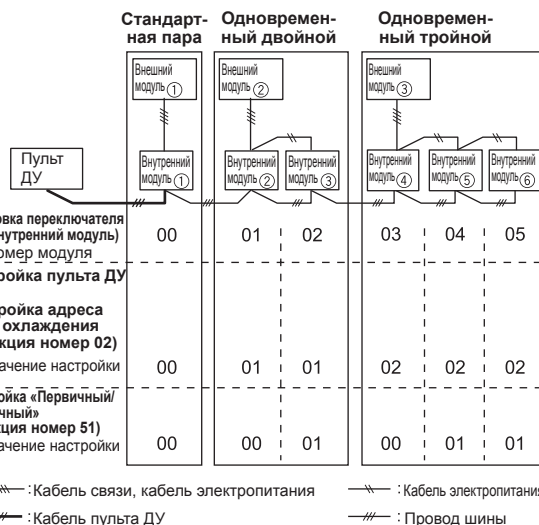 Стандарт-
ная пара
Одновремен-
ный двойной
Одновремен-
ный тройной
Внешний
модуль ①
Внешний
модуль ②
Внешний
модуль ③
Пульт
ДУ
Внутренний
модуль ①
Внутренний
модуль ②
Внутренний
модуль ③
Внутренний
модуль ④
Внутренний
модуль ⑤
Внутренний
модуль ⑥
овка переключателя
нутренний модуль)
омер модуля
00 01 02 03 04 05
ройка пульта ДУ
ройка адреса
охлаждения
кция номер 02)
ачение настройки 00 01 01 02 02 02
ойка «Первичный/
чный»
ция номер 51)
ачение настройки 00 00 01 00 01 01
:Кабель связи, кабель электропитания
: Кабель электропитания
:Кабель пульта ДУ
: Провод шины